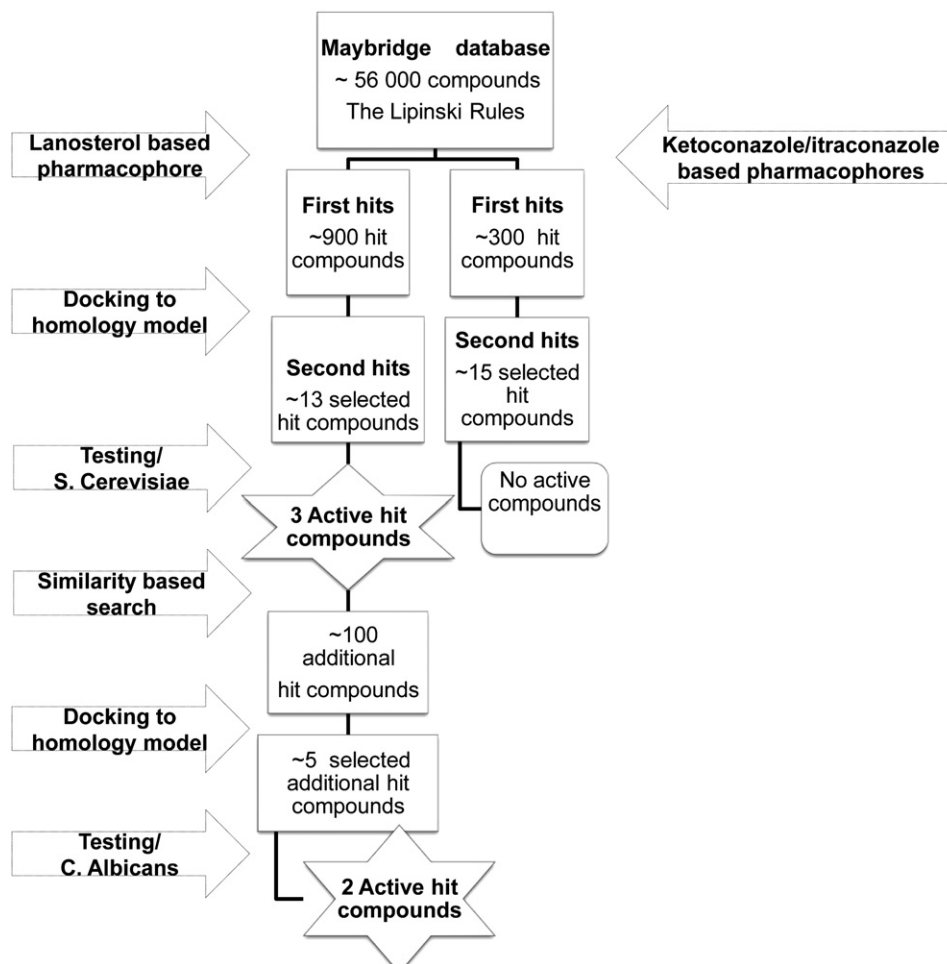 Maybridge database
~ 56 000 compounds
The Lipinski Rules
Lanosterol based
pharmacophore
Ketoconazole/itraconazole
based pharmacophores
First hits
~900 hit
compounds
First hits
~300 hit
compounds
Docking to
homology model
Second hits
~13 selected
hit compounds
Second hits
~15 selected
hit
compounds
Testing/
S. Cerevisiae
3 Active hit
compounds
No active
compounds
Similarity based
search
~100
additional
hit compounds
Docking to
homology model
~5 selected
additional hit
compounds
Testing/
C. Albicans
2 Active hit
compounds